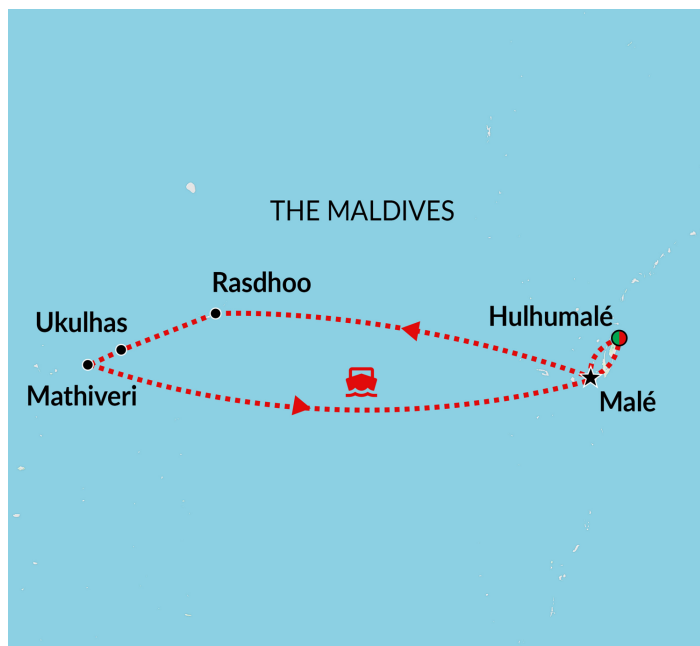 THE MALDIVES
Rasdhoo
Hulhumalé
Ukulhas
Mathiveri
Malé